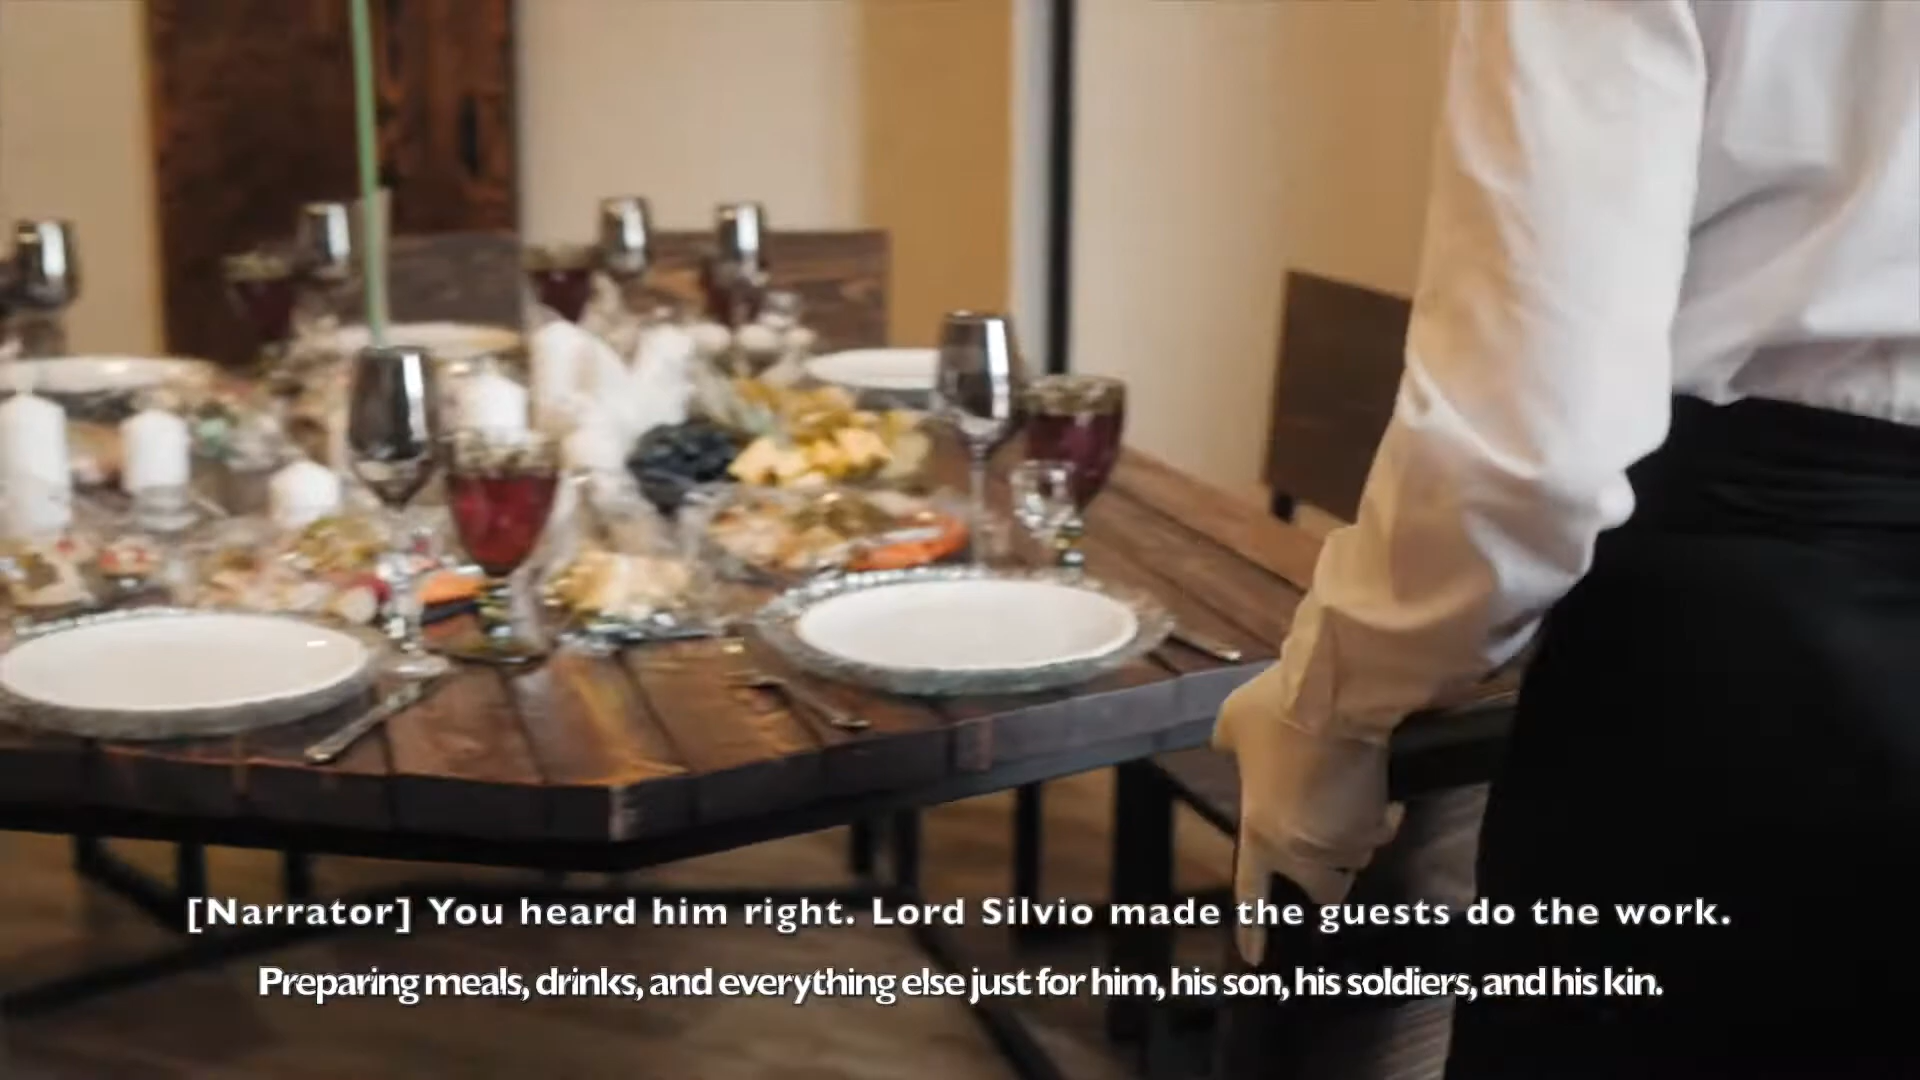 [Narrator] You heard him right. Lord Silvio made the guests do the work.
Preparing meals, drinks, and everything else just for him, his son, his soldiers, and his kin.